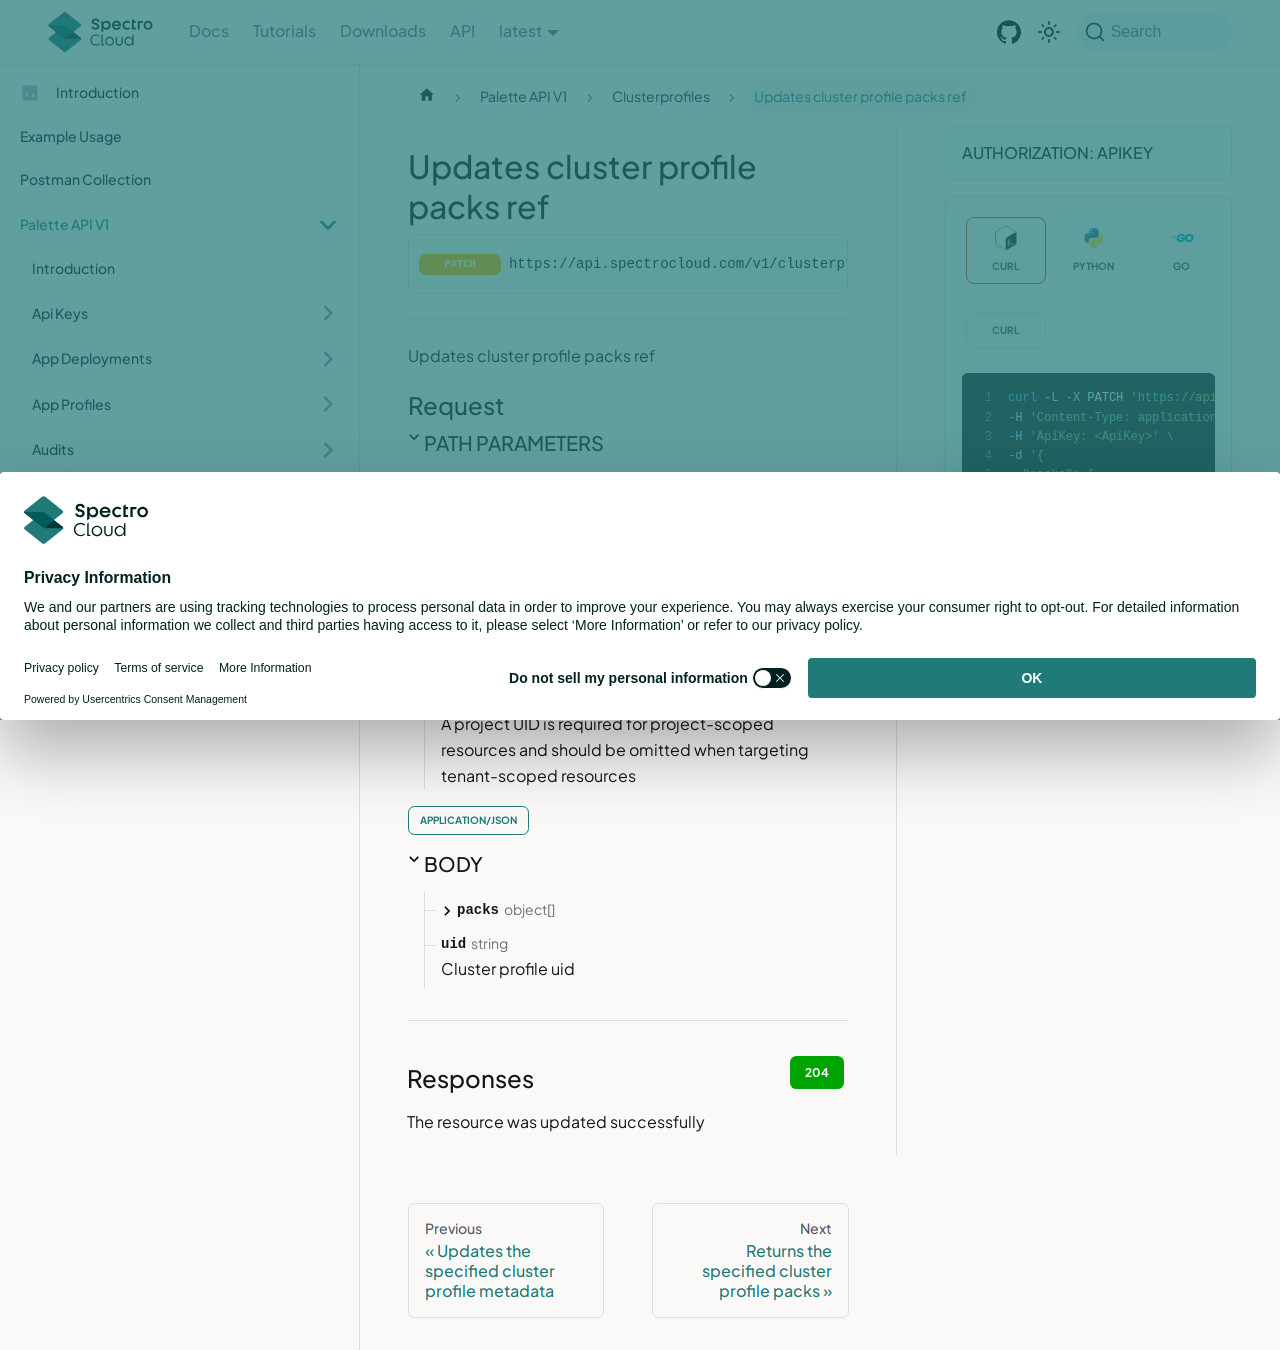 Spectro Cloud
Docs
Tutorials
Downloads
API
latest
Search
Introduction
Example Usage
Postman Collection
Palette API V1
Introduction
Api Keys
App Deployments
App Profiles
Audits
Palette API V1
Clusterprofiles
Updates cluster profile packs ref
Updates cluster profile
packs ref
PATCH https://api.spectrocloud.com/v1/clusterp
Updates cluster profile packs ref
Request
PATH PARAMETERS
AUTHORIZATION: APIKEY
CURL
PYTHON
GO
CURL
1 curl -L -X PATCH 'https://api
2 -H 'Content-Type: application
3 -H 'ApiKey: <ApiKey>' \
4 -d '{
Spectro
Cloud
Privacy Information
We and our partners are using tracking technologies to process personal data in order to improve your experience. You may always exercise your consumer right to opt-out. For detailed information
about personal information we collect and third parties having access to it, please select ‘More Information’ or refer to our privacy policy.
Privacy policy
Terms of service
More Information
Powered by Usercentrics Consent Management
Do not sell my personal information
OK
A project UID is required for project-scoped
resources and should be omitted when targeting
tenant-scoped resources
APPLICATION/JSON
BODY
packs object[]
uid string
Cluster profile uid
Responses
204
The resource was updated successfully
Previous
« Updates the
specified cluster
profile metadata
Next
Returns the
specified cluster
profile packs »